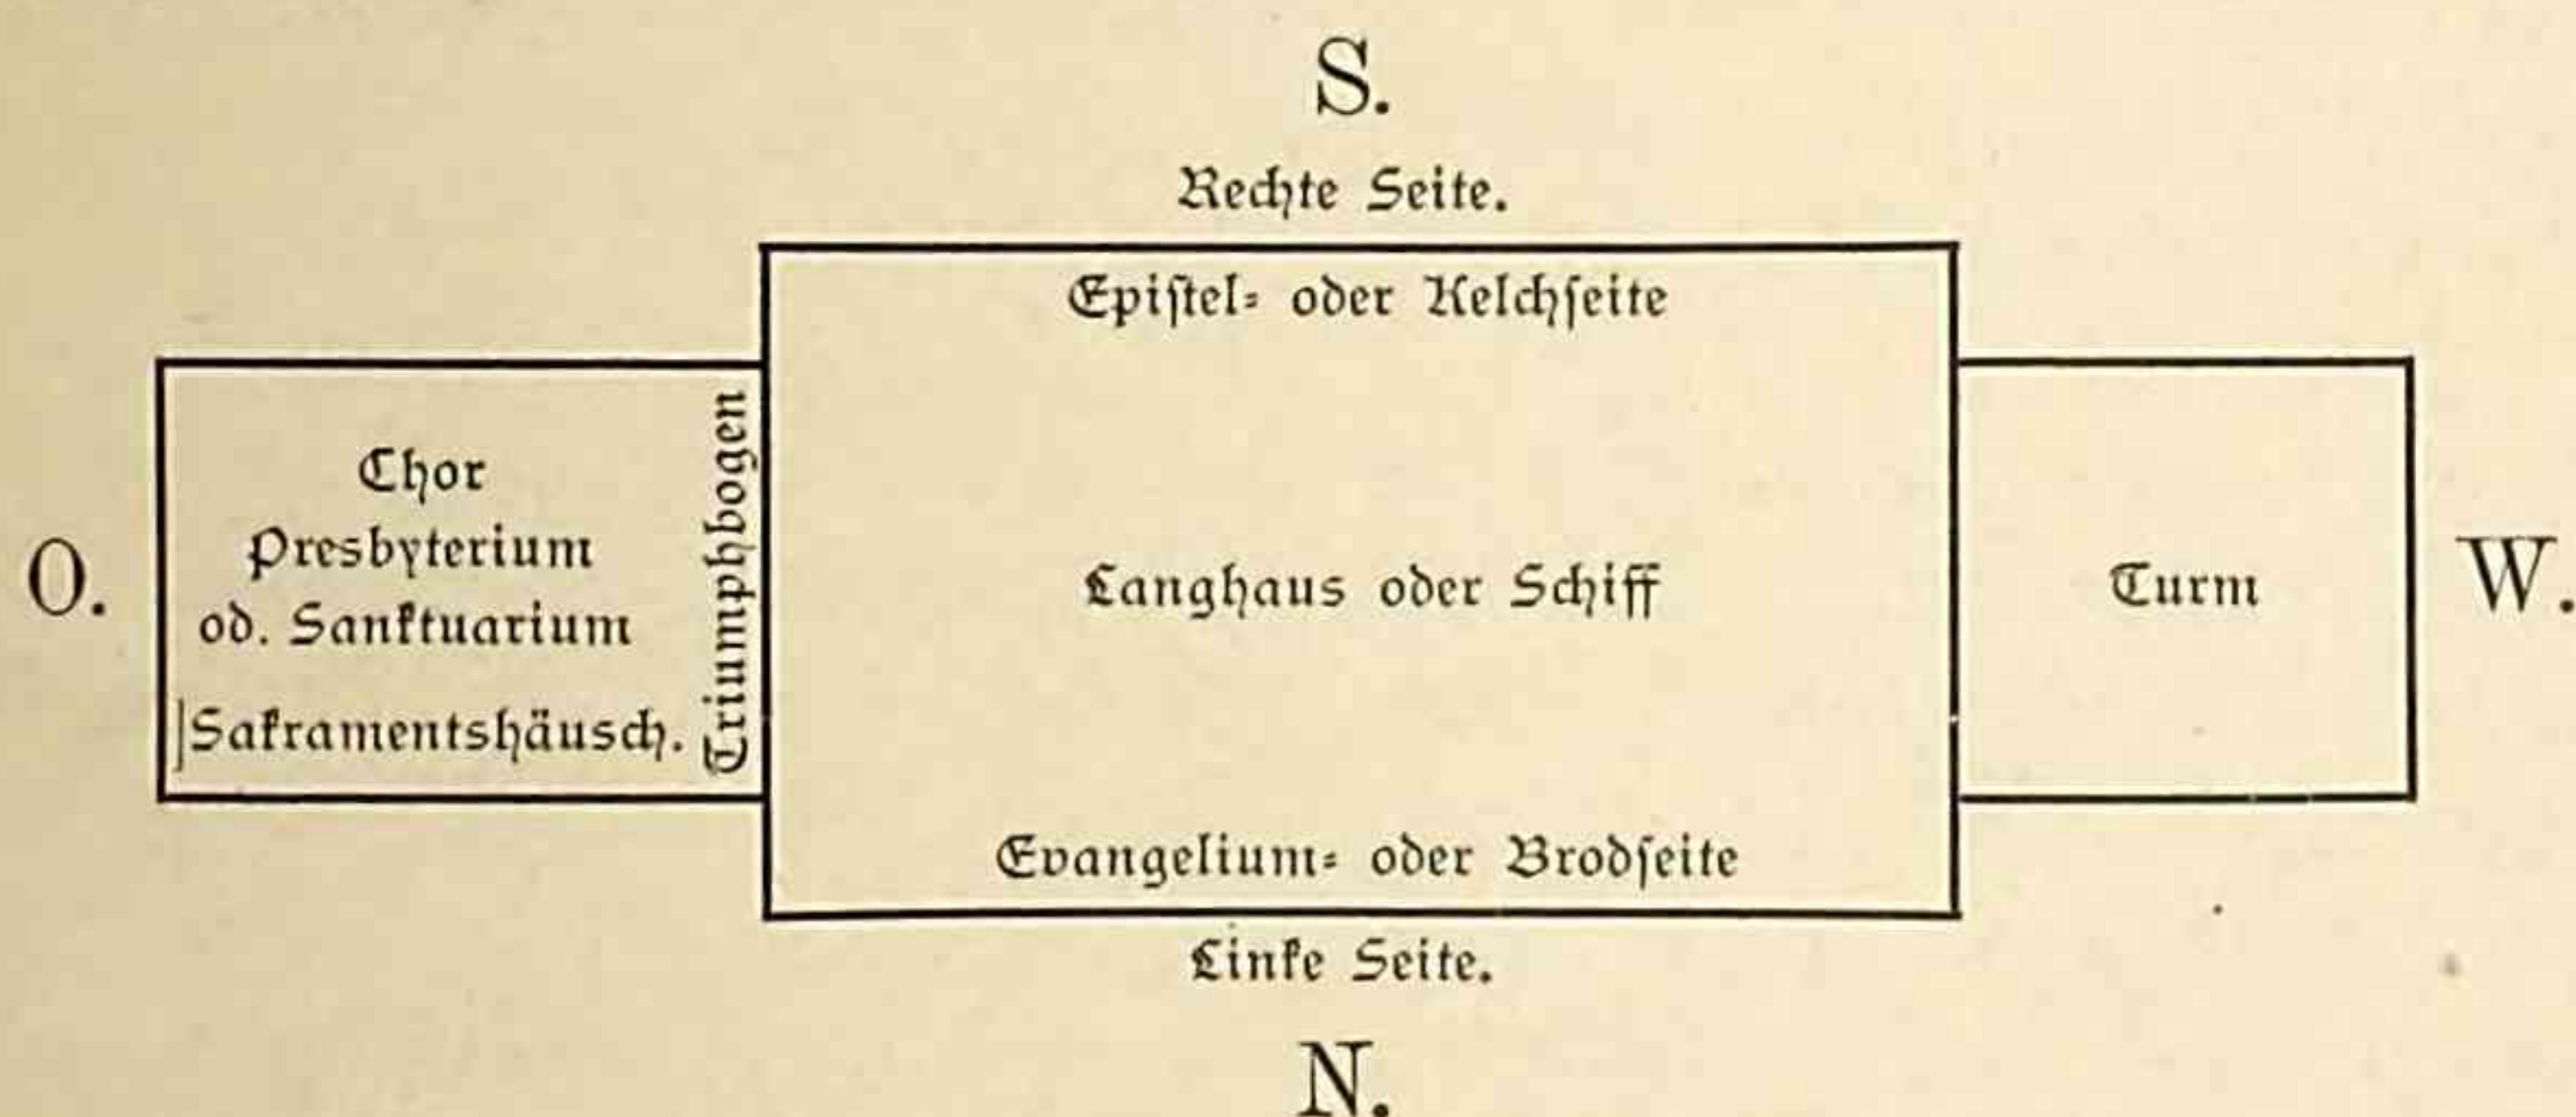 S.
Rechte Seite.
Epiſtel- oder Kelchſeite
O.
Chor
Presbyterium
od. Sanktuarium
Sakramentshäusch.
Triumphbogen
Langhaus oder Schiff
Turm
W.
Evangelium- oder Brodſeite
Linke Seite.
N.